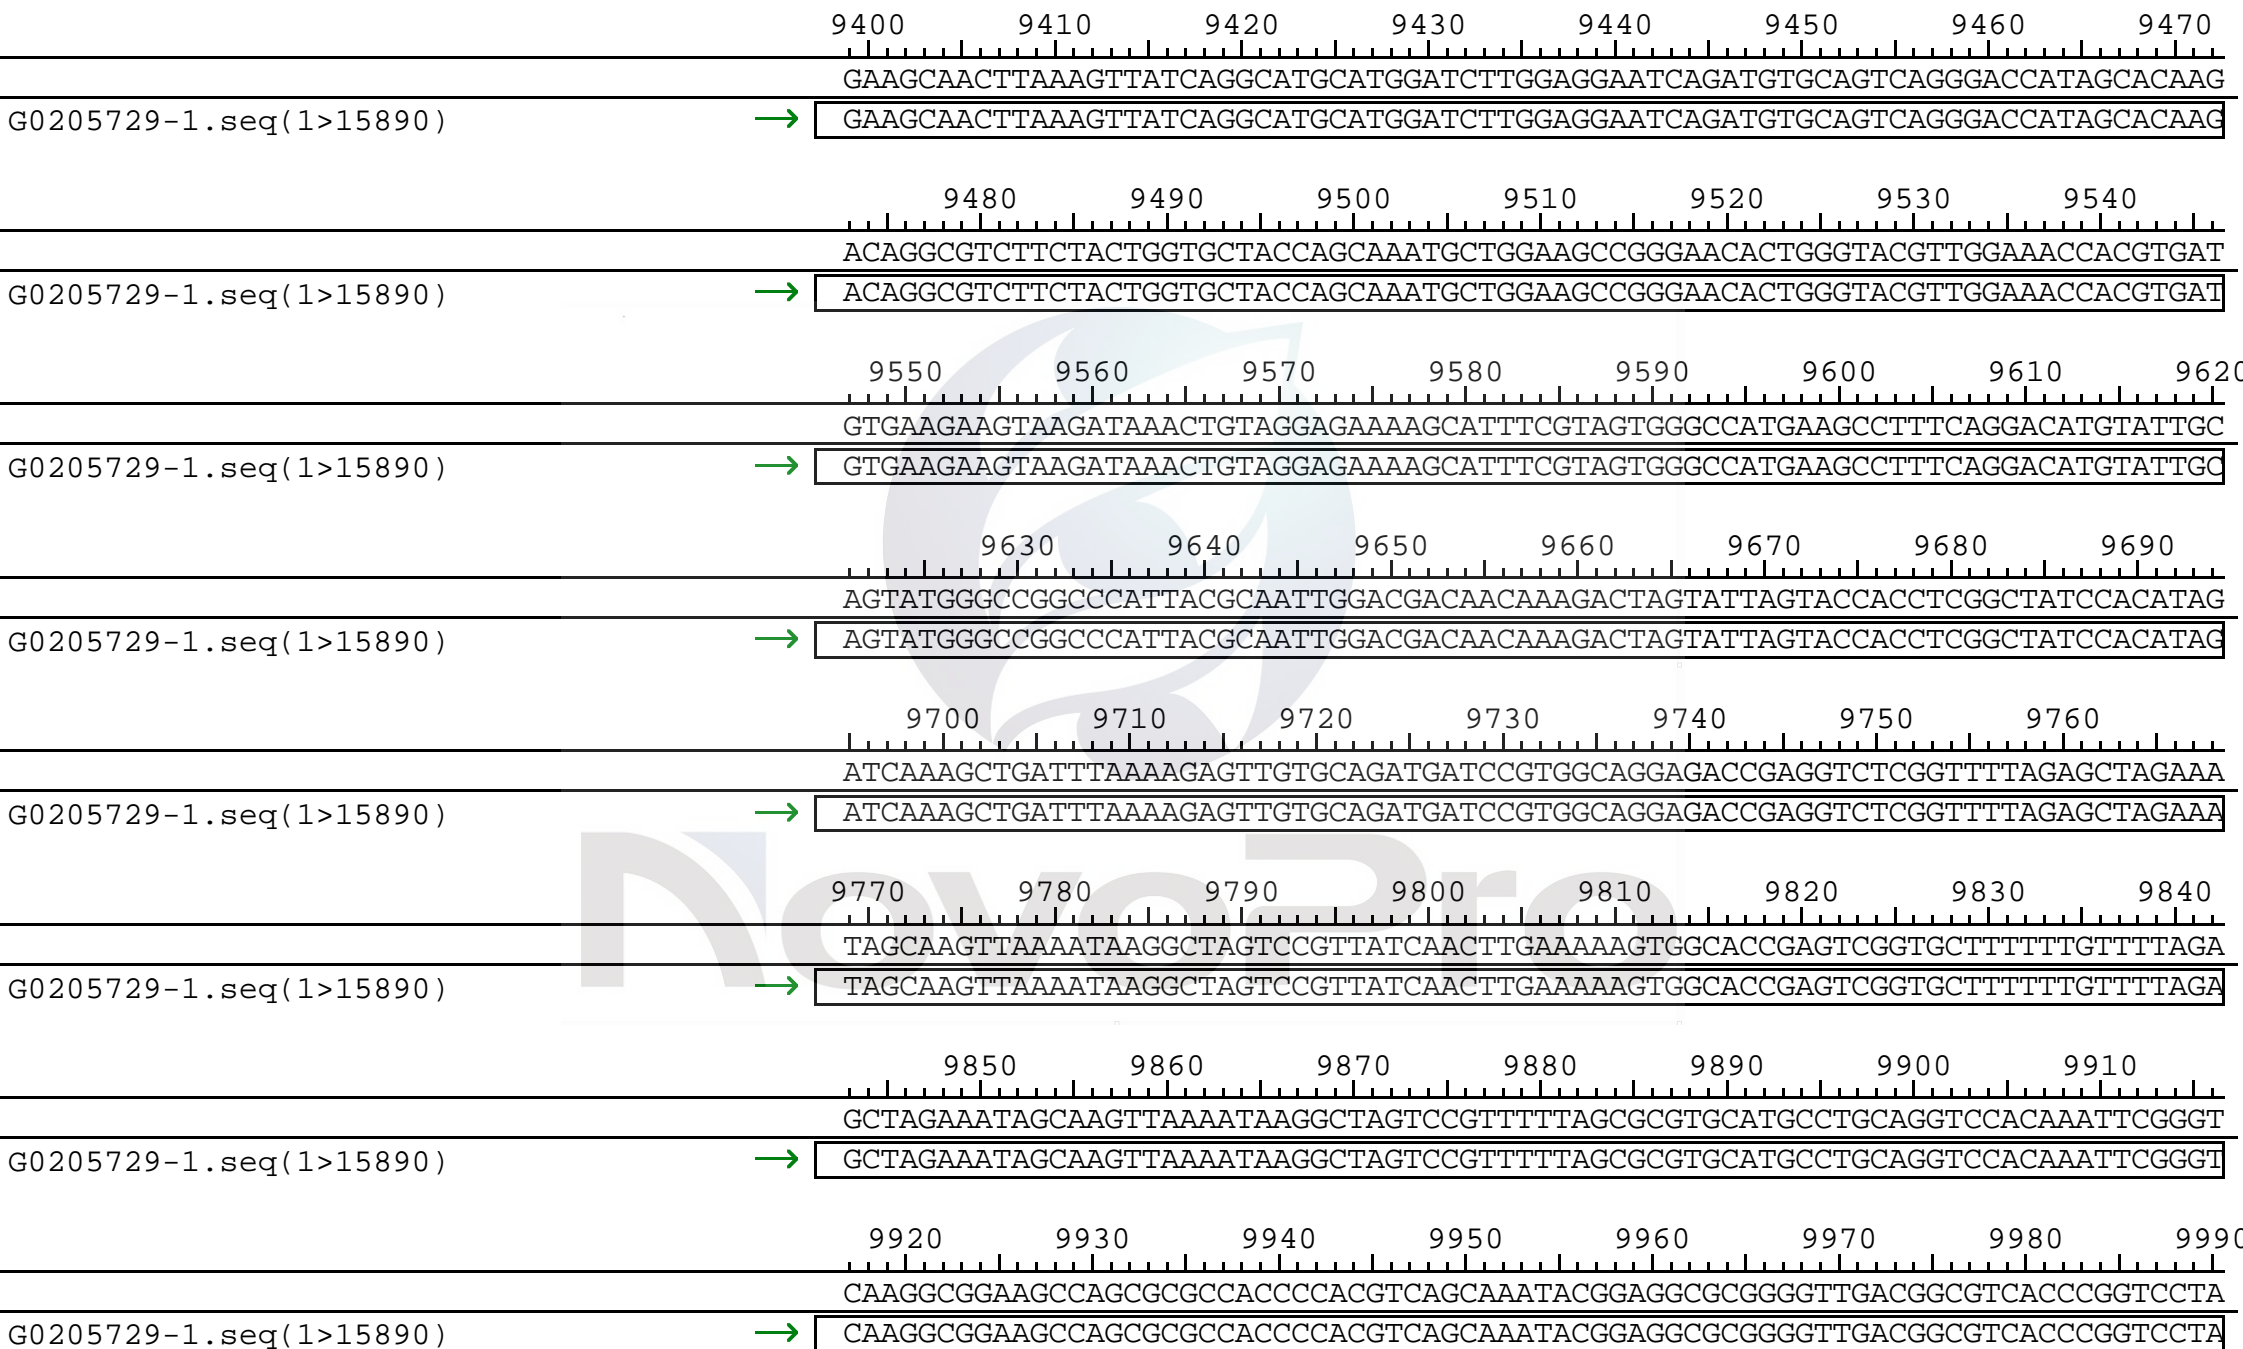 9400 9410 9420 9430 9440 9450 9460 9470
GAAGCAACTTAAAGTTATCAGGCATGCATGGATCTTGGAGGAATCAGATGTGCAGTCAGGGACCATAGCACAAG
G0205729-1.seq(1>15890) → GAAGCAACTTAAAGTTATCAGGCATGCATGGATCTTGGAGGAATCAGATGTGCAGTCAGGGACCATAGCACAAG
9480 9490 9500 9510 9520 9530 9540
ACAGGCGTCTTCTACTGGTGCTACCAGCAAATGCTGGAAGCCGGGAACACTGGGTACGTTGGAAACCACGTGAT
G0205729-1.seq(1>15890) → ACAGGCGTCTTCTACTGGTGCTACCAGCAAATGCTGGAAGCCGGGAACACTGGGTACGTTGGAAACCACGTGAT
9550 9560 9570 9580 9590 9600 9610 9620
GTGAAGAAGTAAGATAAACTGTAGGAGAAAAGCATTTCGTAGTGGGCCATGAAGCCTTTCAGGACATGTATTGC
G0205729-1.seq(1>15890) → GTGAAGAAGTAAGATAAACTGTAGGAGAAAAGCATTTCGTAGTGGGCCATGAAGCCTTTCAGGACATGTATTGC
9630 9640 9650 9660 9670 9680 9690
AGTATGGGCCGGCCCATTACGCAATTGGACGACAACAAAGACTAGTATTAGTACCACCTCGGCTATCCACATAG
G0205729-1.seq(1>15890) → AGTATGGGCCGGCCCATTACGCAATTGGACGACAACAAAGACTAGTATTAGTACCACCTCGGCTATCCACATAG
9700 9710 9720 9730 9740 9750 9760
ATCAAAGCTGATTTAAAAGAGTTGTGCAGATGATCCGTGGCAGGAGACCGAGGTCTCGGTTTTAGAGCTAGAAA
G0205729-1.seq(1>15890) → ATCAAAGCTGATTTAAAAGAGTTGTGCAGATGATCCGTGGCAGGAGACCGAGGTCTCGGTTTTAGAGCTAGAAA
NovoPro
9770 9780 9790 9800 9810 9820 9830 9840
TAGCAAGTTAAAATAAGGCTAGTCCGTTATCAACTTGAAAAAGTGGCACCGAGTCGGTGCTTTTTTGTTTTAGA
G0205729-1.seq(1>15890) → TAGCAAGTTAAAATAAGGCTAGTCCGTTATCAACTTGAAAAAGTGGCACCGAGTCGGTGCTTTTTTGTTTTAGA
9850 9860 9870 9880 9890 9900 9910
GCTAGAAATAGCAAGTTAAAATAAGGCTAGTCCGTTTTTAGCGCGTGCATGCCTGCAGGTCCACAAATTCGGGT
G0205729-1.seq(1>15890) → GCTAGAAATAGCAAGTTAAAATAAGGCTAGTCCGTTTTTAGCGCGTGCATGCCTGCAGGTCCACAAATTCGGGT
9920 9930 9940 9950 9960 9970 9980 9990
CAAGGCGGAAGCCAGCGCGCCACCCCACGTCAGCAAATACGGAGGCGCGGGGTTGACGGCGTCACCCGGTCCTA
G0205729-1.seq(1>15890) → CAAGGCGGAAGCCAGCGCGCCACCCCACGTCAGCAAATACGGAGGCGCGGGGTTGACGGCGTCACCCGGTCCTA